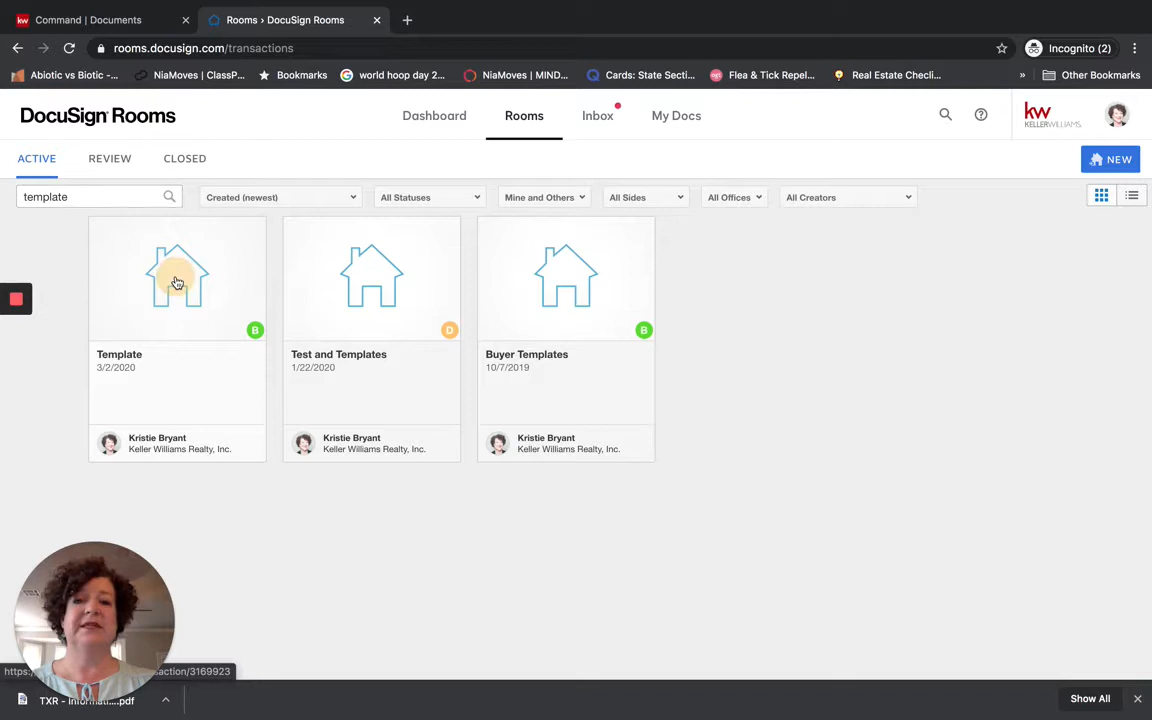 Command | Documents
Rooms › DocuSign Rooms
rooms.docusign.com/transactions
Incognito (2)
Abiotic vs Biotic -...
NiaMoves | ClassP...
Bookmarks
world hoop day 2...
NiaMoves | MIND...
Cards: State Secti...
Flea & Tick Repel...
Real Estate Checli...
»
Other Bookmarks
DocuSign Rooms
Dashboard
Rooms
Inbox
My Docs
kw
KELLERWILLIAMS.
ACTIVE
REVIEW
CLOSED
NEW
template
Created (newest)
All Statuses
Mine and Others
All Sides
All Offices
All Creators
B
D
B
Template
3/2/2020
Test and Templates
1/22/2020
Buyer Templates
10/7/2019
Kristie Bryant
Keller Williams Realty, Inc.
Kristie Bryant
Keller Williams Realty, Inc.
Kristie Bryant
Keller Williams Realty, Inc.
https:
saction/3169923
TXR - Informati....pdf
Show All